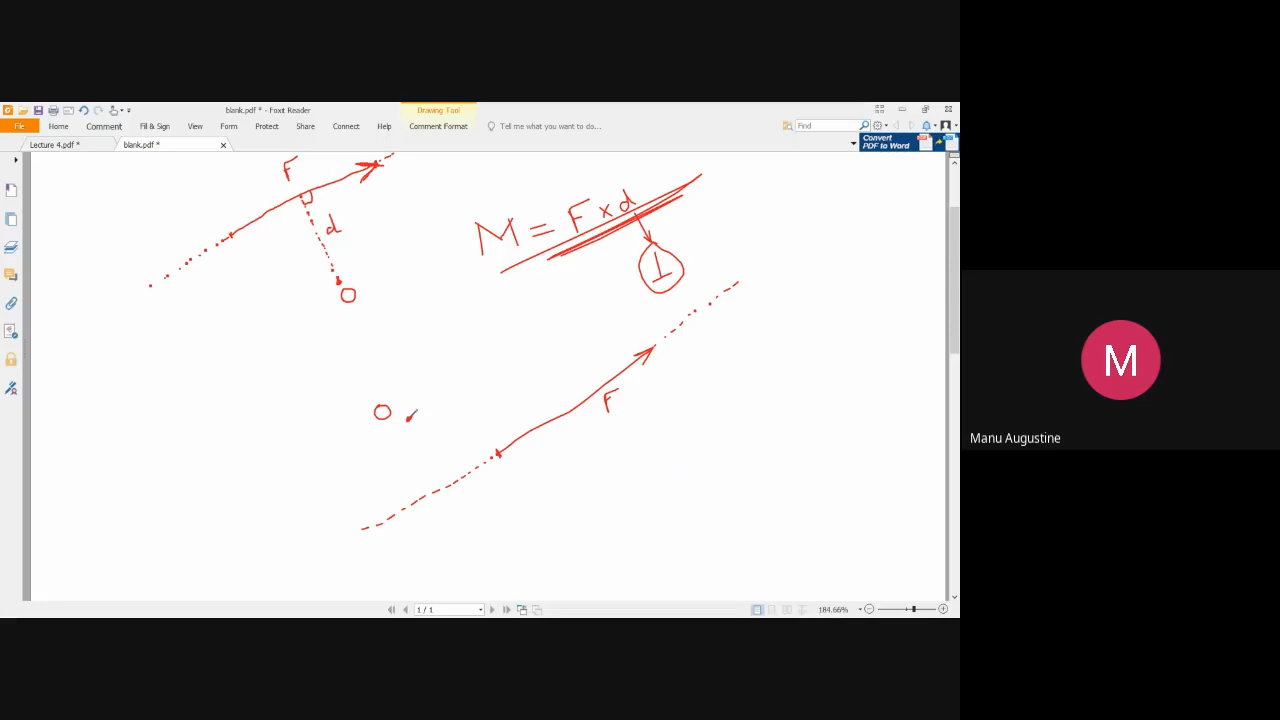 blank.pdf * - Foxit Reader
Drawing Tool
File Home Comment Fill & Sign View Form Protect Share Connect Help Comment Format Tell me what you want to do... Find
Lecture 4.pdf * blank.pdf * Convert PDF to Word
F
d
O
M = F × d
⊥
O
F
M
Manu Augustine
1 / 1 184.66%